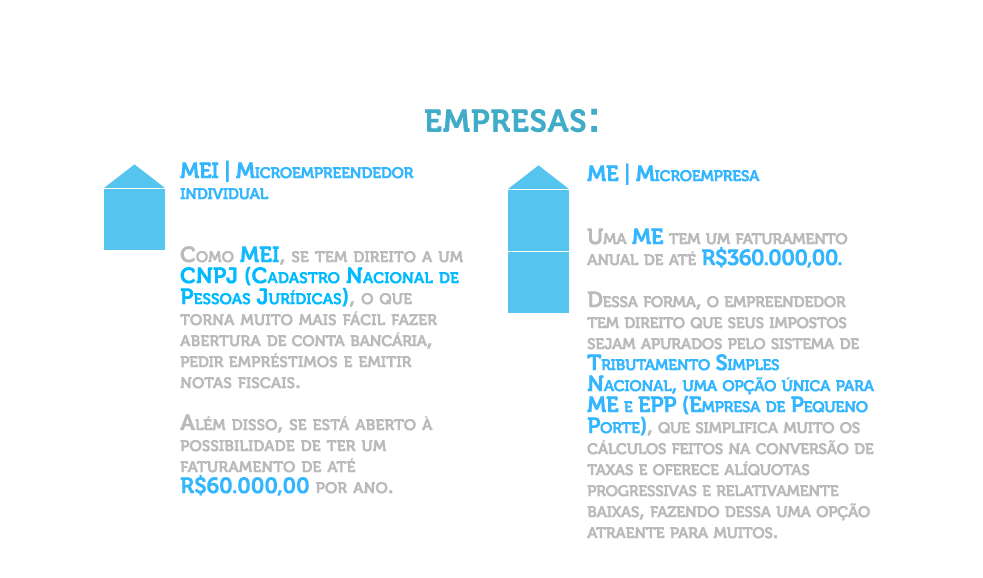 EMPRESAS:
MEI | Microempreendedor
individual
Como MEI, se tem direito a um
CNPJ (Cadastro Nacional de
Pessoas Jurídicas), o que
torna muito mais fácil fazer
abertura de conta bancária,
pedir empréstimos e emitir
notas fiscais.
Além disso, se está aberto à
possibilidade de ter um
faturamento de até
R$60.000,00 por ano.
ME | Microempresa
Uma ME tem um faturamento
anual de até R$360.000,00.
Dessa forma, o empreendedor
tem direito que seus impostos
sejam apurados pelo sistema de
Tributamento Simples
Nacional, uma opção única para
ME e EPP (Empresa de Pequeno
Porte), que simplifica muito os
cálculos feitos na conversão de
taxas e oferece alíquotas
progressivas e relativamente
baixas, fazendo dessa uma opção
atraente para muitos.